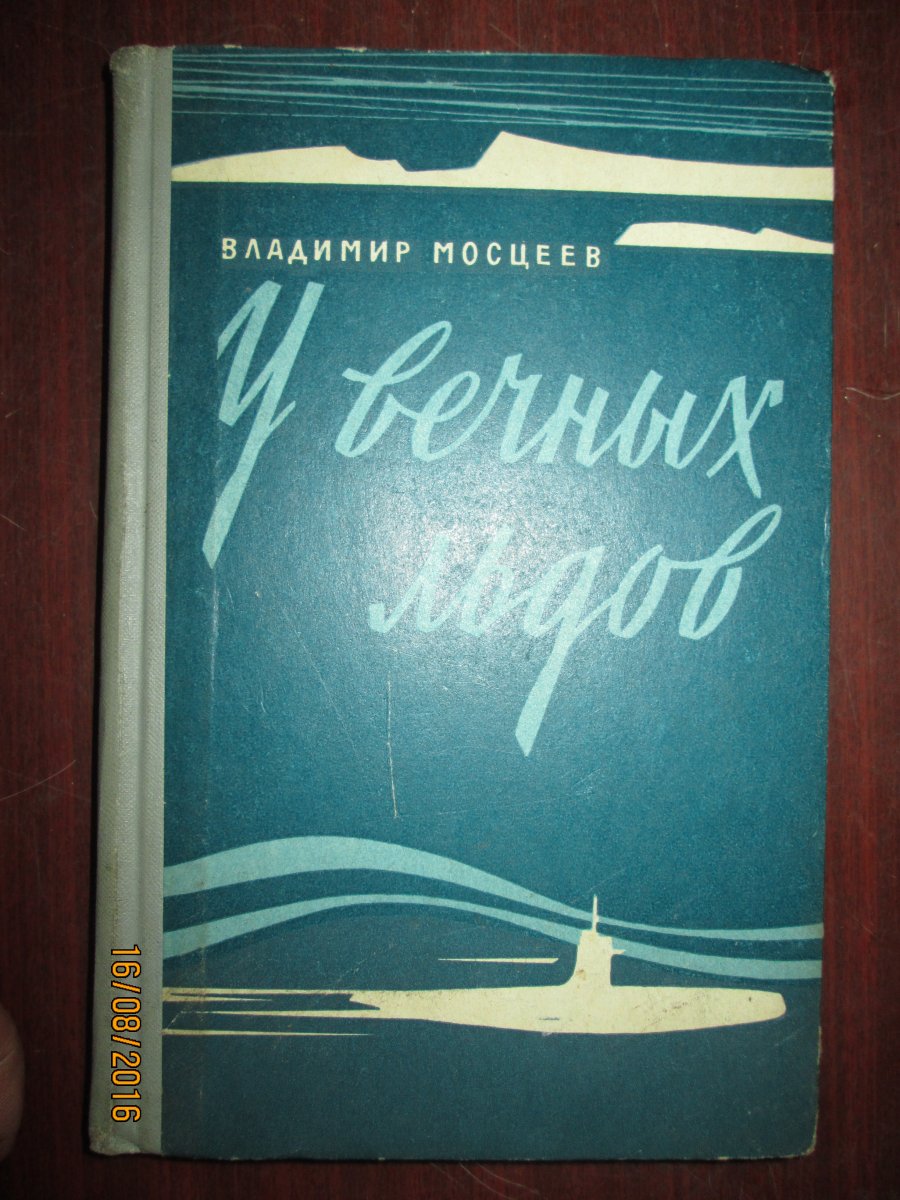 ВЛАДИМИР МОСЦЕЕВ
У вечных
льдов
16/08/2016